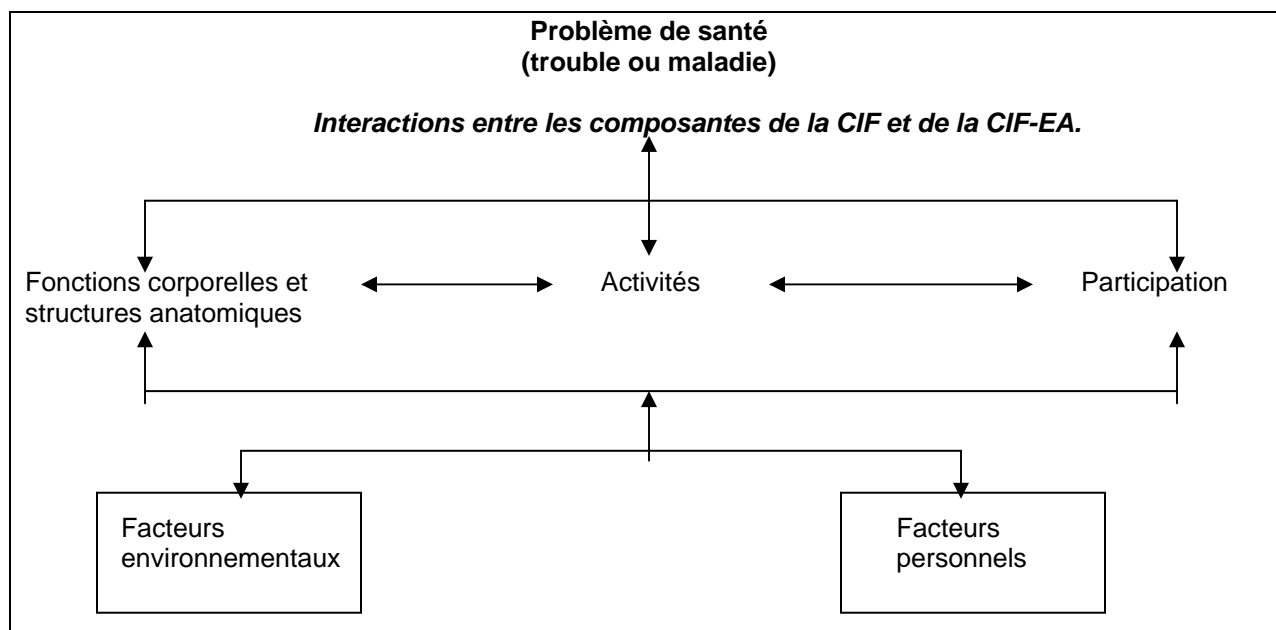 Problème de santé
(trouble ou maladie)
Interactions entre les composantes de la CIF et de la CIF-EA.
Fonctions corporelles et
structures anatomiques
Activités
Participation
Facteurs
environnementaux
Facteurs
personnels